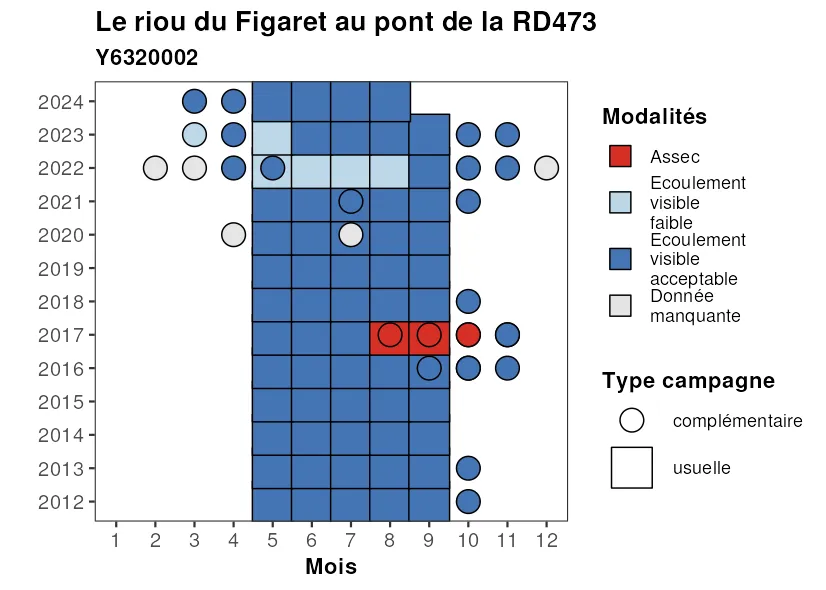 Le riou du Figaret au pont de la RD473
Y6320002
2024
2023
2022
2021
2020
2019
2018
2017
2016
2015
2014
2013
2012
1 2 3 4 5 6 7 8 9 10 11 12
Mois
Modalités
Assec
Ecoulement
visible
faible
Ecoulement
visible
acceptable
Donnée
manquante
Type campagne
complémentaire
usuelle